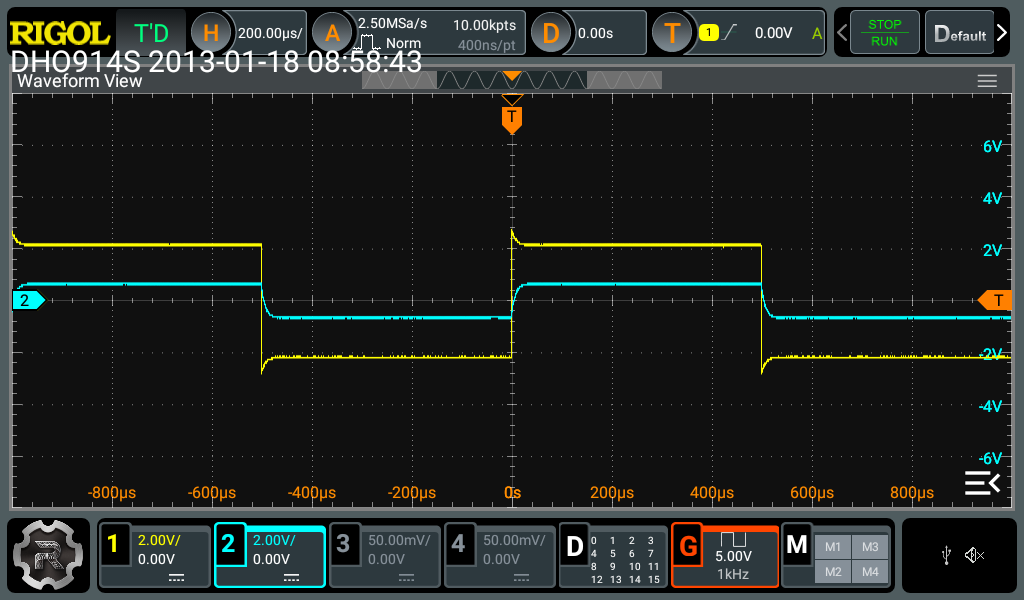 RIGOL T'D H 200.00µs/ A 2.50MSa/s 10.00kpts D 0.00s T 1 0.00V A STOP Default
Norm 400ns/pt RUN
DHO914S 2013-01-18 08:58:43
Waveform View
T
6V
4V
2V
2 T
-2V
-4V
-6V
-800µs -600µs -400µs -200µs 0s 200µs 400µs 600µs 800µs
R 1 2.00V/ 2 2.00V/ 3 50.00mV/ 4 50.00mV/ D 0 1 2 3 G 5.00V M M1 M3
0.00V 0.00V 0.00V 0.00V 4 5 6 7 1kHz M2 M4
8 9 10 11
12 13 14 15